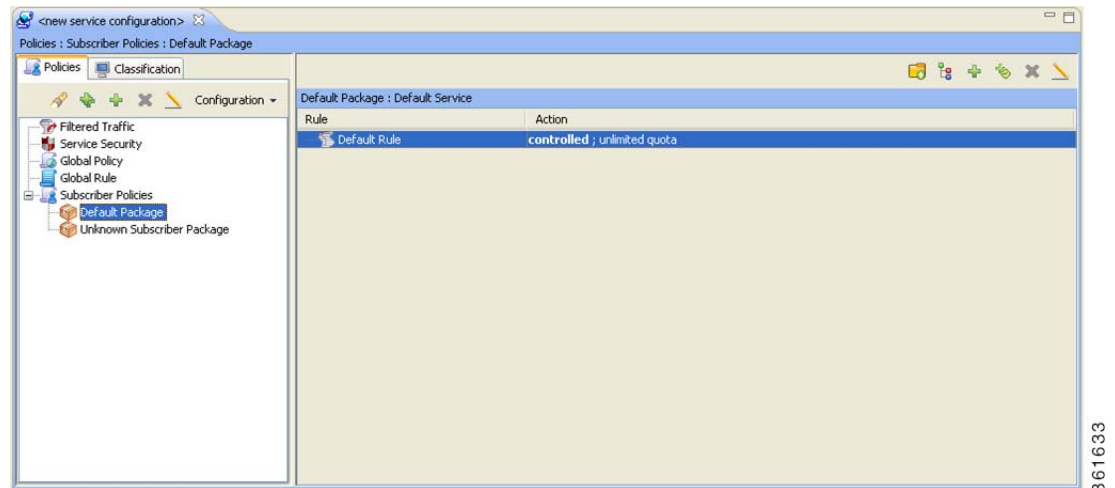 <new service configuration>
Policies : Subscriber Policies : Default Package
Policies
Classification
Configuration
Default Package : Default Service
Rule
Action
Default Rule
controlled ; unlimited quota
Filtered Traffic
Service Security
Global Policy
Global Rule
Subscriber Policies
Default Package
Unknown Subscriber Package
361633